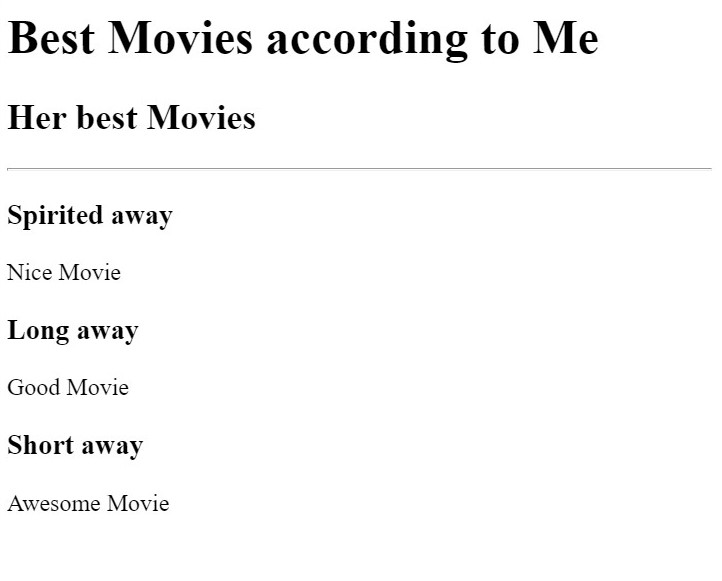 Best Movies according to Me
Her best Movies
Spirited away
Nice Movie
Long away
Good Movie
Short away
Awesome Movie